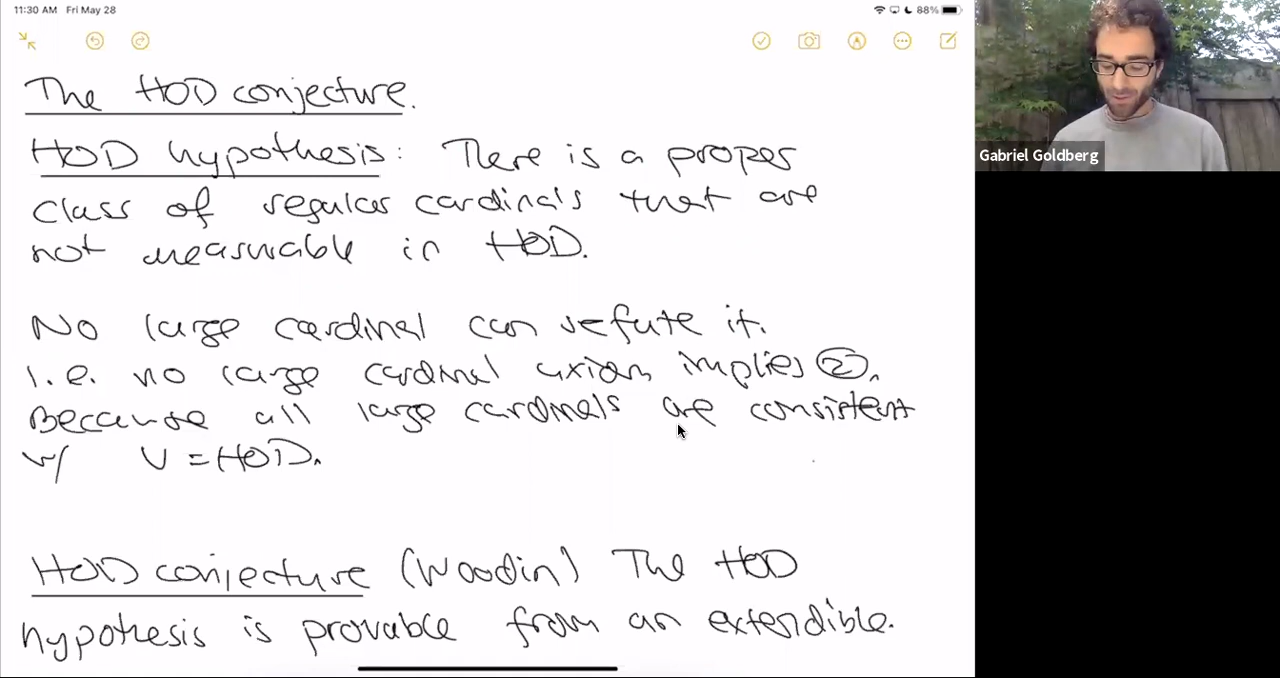 11:30 AM Fri May 28
88%
The HOD conjecture.
HOD hypothesis: There is a proper
class of regular cardinals that are
not measurable in HOD.
No large cardinal can refute it.
I.e. no large cardinal axiom implies ②.
Because all large cardinals are consistent
w/ V = HOD.
HOD conjecture (Woodin) The HOD
hypothesis is provable from an extendible.
Gabriel Goldberg